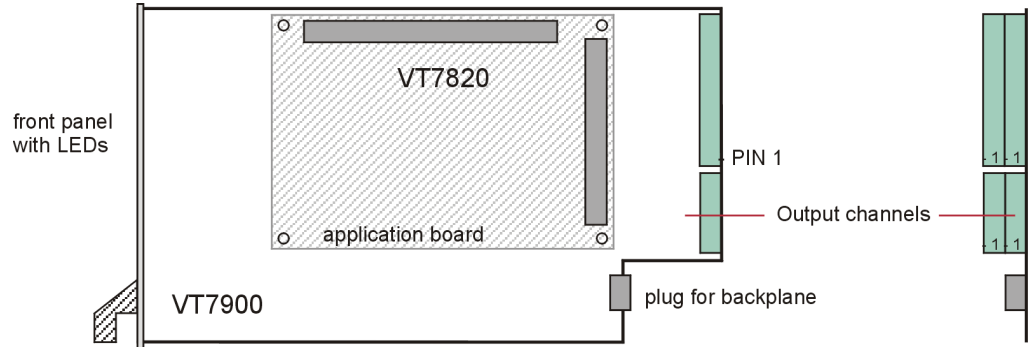 VT7820
front panel
with LEDs
- PIN 1
- 1 - 1
Output channels
application board
- 1 - 1
VT7900
plug for backplane